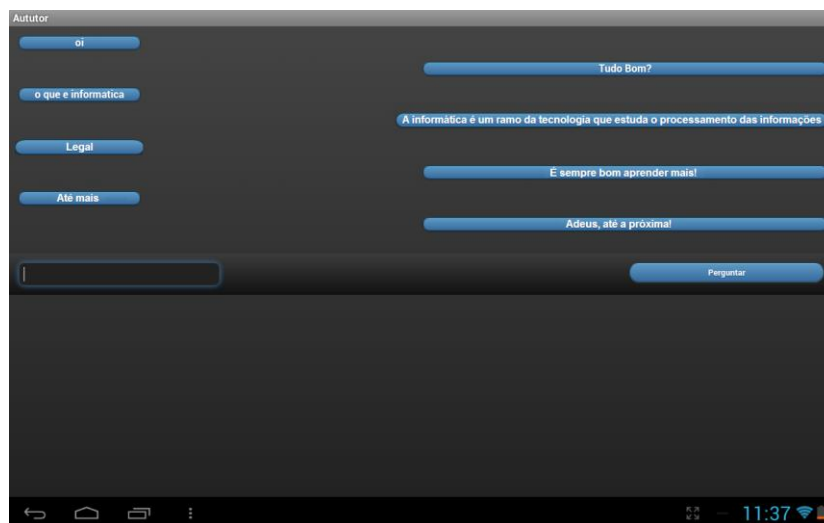 Aututor
oi
Tudo Bom?
o que e informatica
A informática é um ramo da tecnologia que estuda o processamento das informações
Legal
É sempre bom aprender mais!
Até mais
Adeus, até a próxima!
Perguntar
11:37